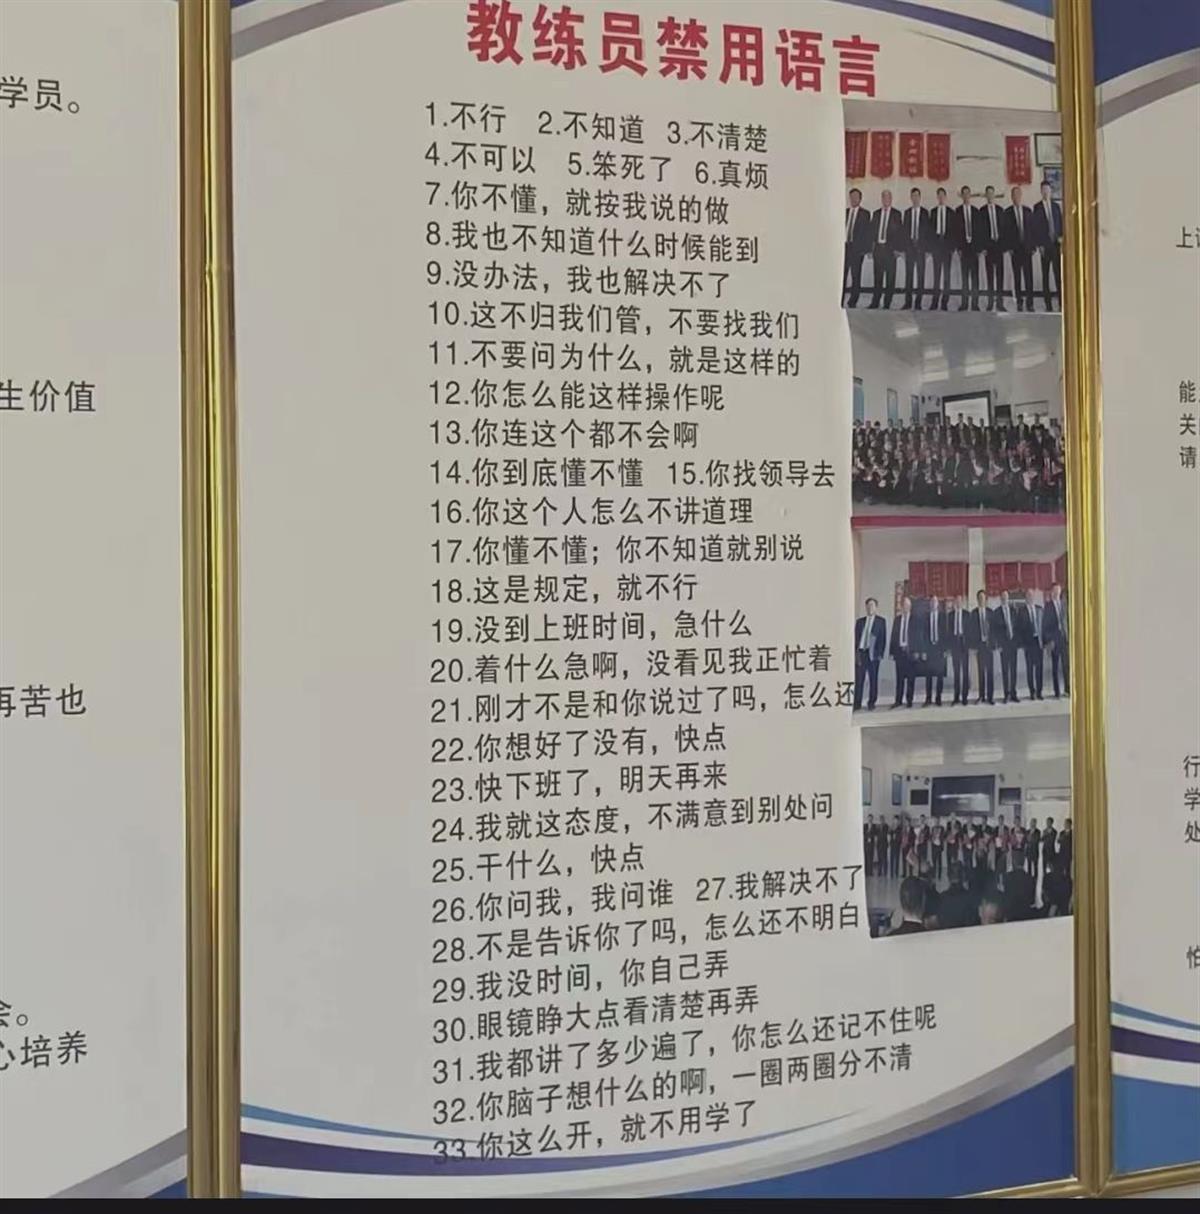 教练员禁用语言
1.不行 2.不知道 3.不清楚
4.不可以 5.笨死了 6.真烦
7.你不懂，就按我说的做
8.我也不知道什么时候能到
9.没办法，我也解决不了
10.这不归我们管，不要找我们
11.不要问为什么，就是这样的
12.你怎么能这样操作呢
13.你连这个都不会啊
14.你到底懂不懂 15.你找领导去
16.你这个人怎么不讲道理
17.你懂不懂；你不知道就别说
18.这是规定，就不行
19.没到上班时间，急什么
20.着什么急啊，没看见我正忙着
21.刚才不是和你说过了吗，怎么还
22.你想好了没有，快点
23.快下班了，明天再来
24.我就这态度，不满意到别处问
25.干什么，快点
26.你问我，我问谁 27.我解决不了
28.不是告诉你了吗，怎么还不明白
29.我没时间，你自己弄
30.眼镜睁大点看清楚再弄
31.我都讲了多少遍了，你怎么还记不住呢
32.你脑子想什么的啊，一圈两圈分不清
33.你这么开，就不用学了
学员。
生价值
再苦也
会。
心培养
上
能
关
请
行
学
处
怕